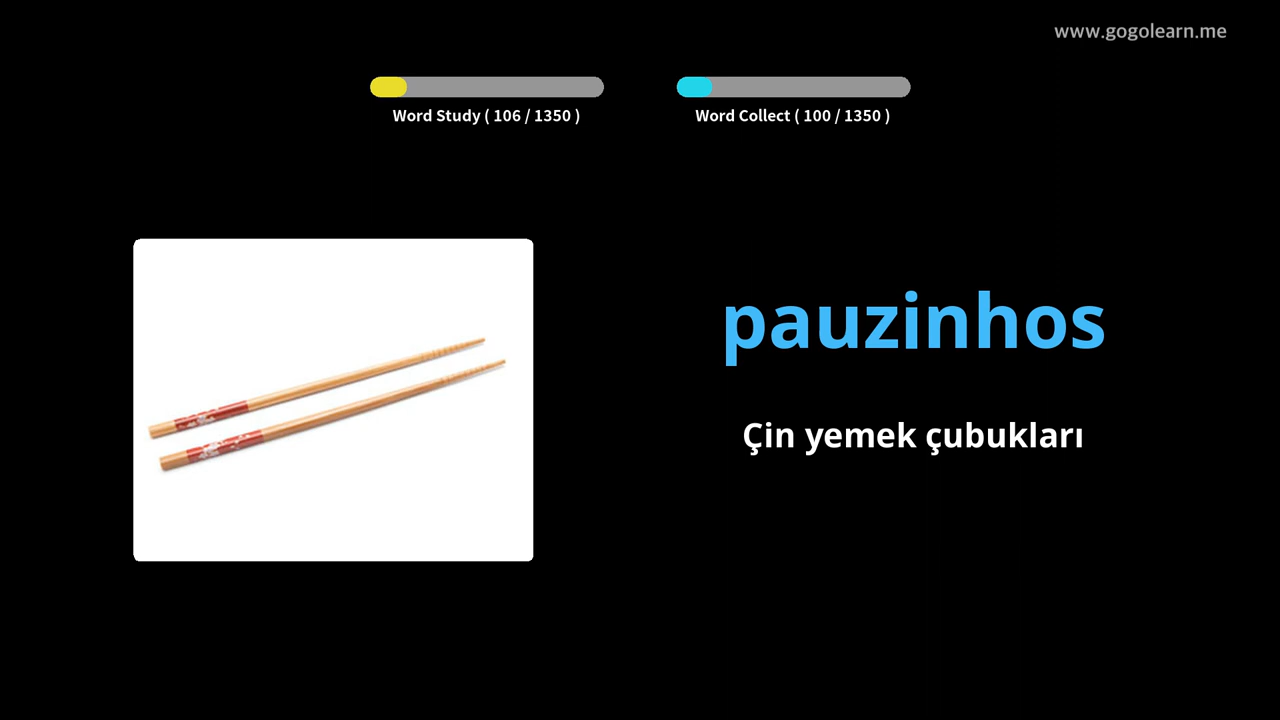 www.gogolearn.me
Word Study ( 106 / 1350 )
Word Collect ( 100 / 1350 )
pauzinhos
Çin yemek çubukları